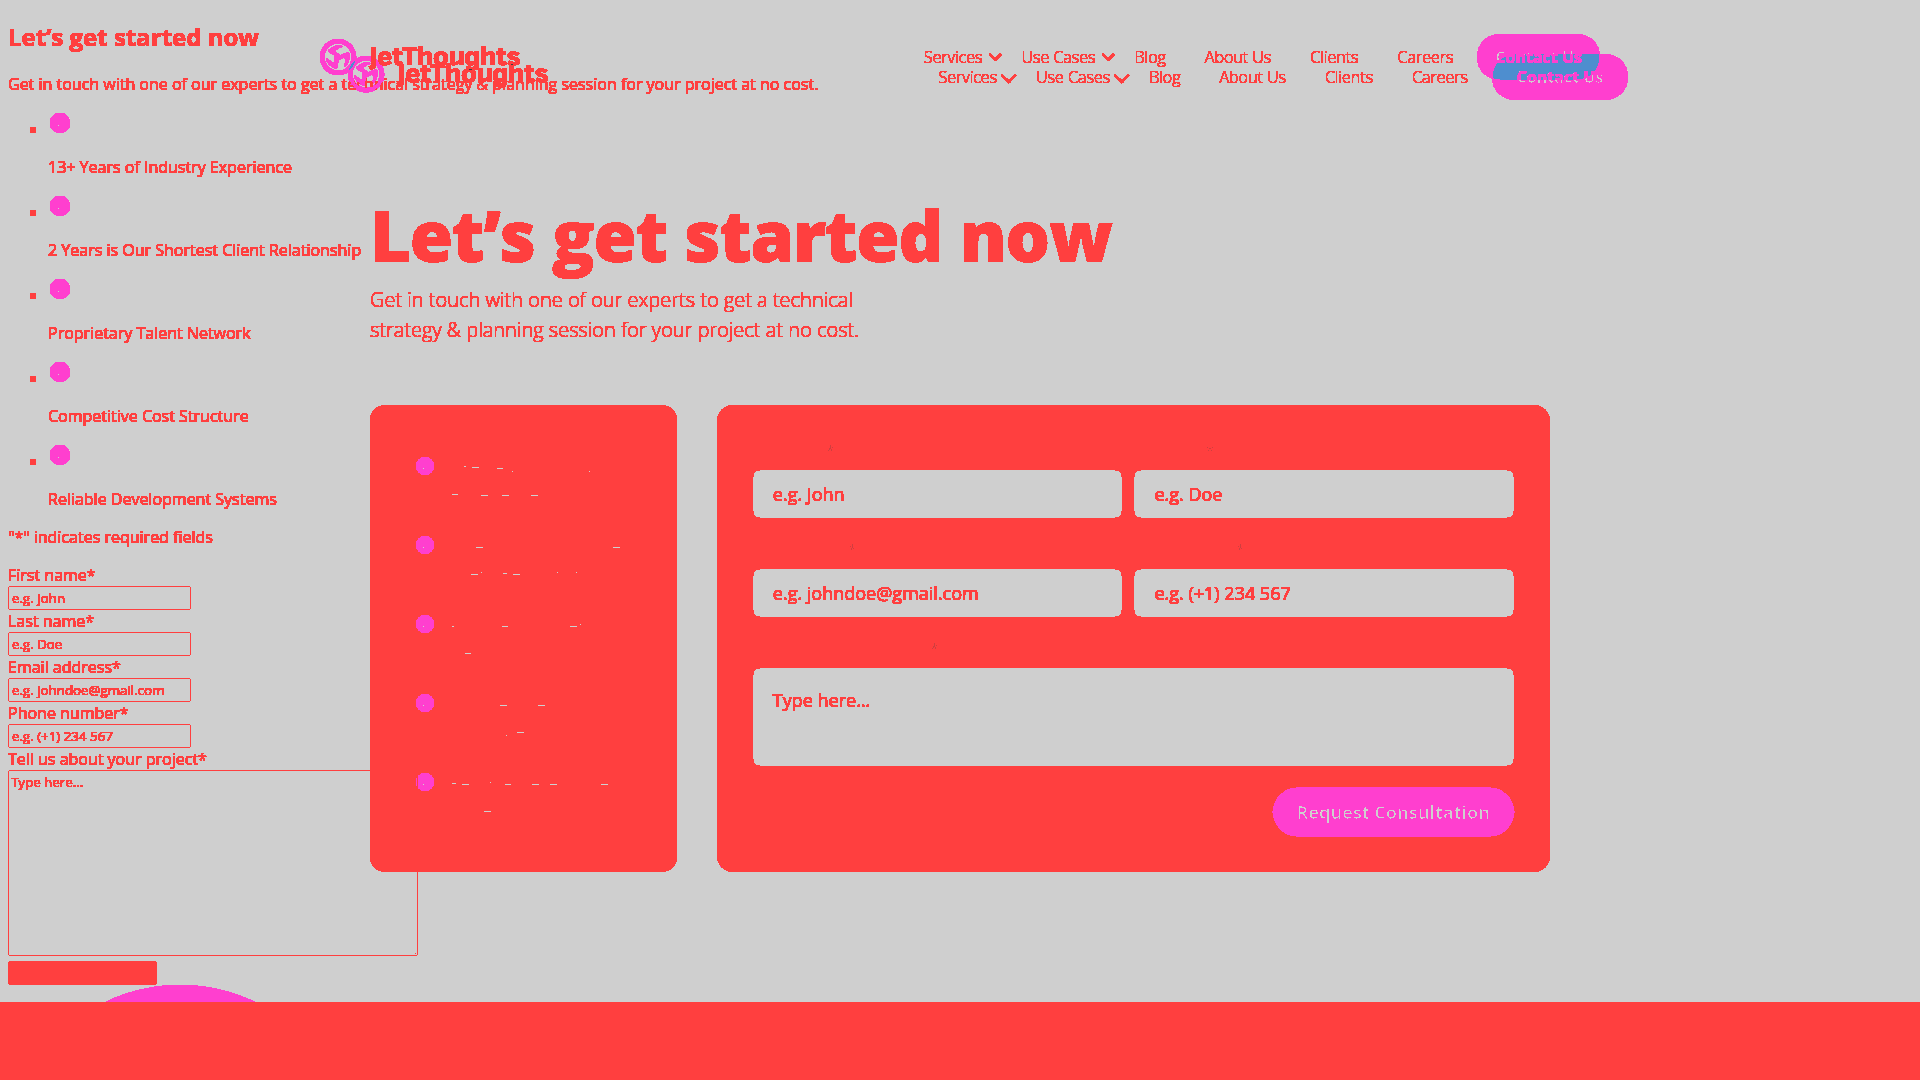 Let’s get started now
JetThoughts
JetThoughts
Services Use Cases Blog About Us Clients Careers Contact Us
Services Use Cases Blog About Us Clients Careers Contact Us
Get in touch with one of our experts to get a technical strategy & planning session for your project at no cost.
13+ Years of Industry Experience
2 Years is Our Shortest Client Relationship
Proprietary Talent Network
Competitive Cost Structure
Reliable Development Systems
"*" indicates required fields
First name*
e.g. John
Last name*
e.g. Doe
Email address*
e.g. johndoe@gmail.com
Phone number*
e.g. (+1) 234 567
Tell us about your project*
Type here...
Let’s get started now
Get in touch with one of our experts to get a technical
strategy & planning session for your project at no cost.
e.g. John
e.g. Doe
e.g. johndoe@gmail.com
e.g. (+1) 234 567
Type here...
Request Consultation